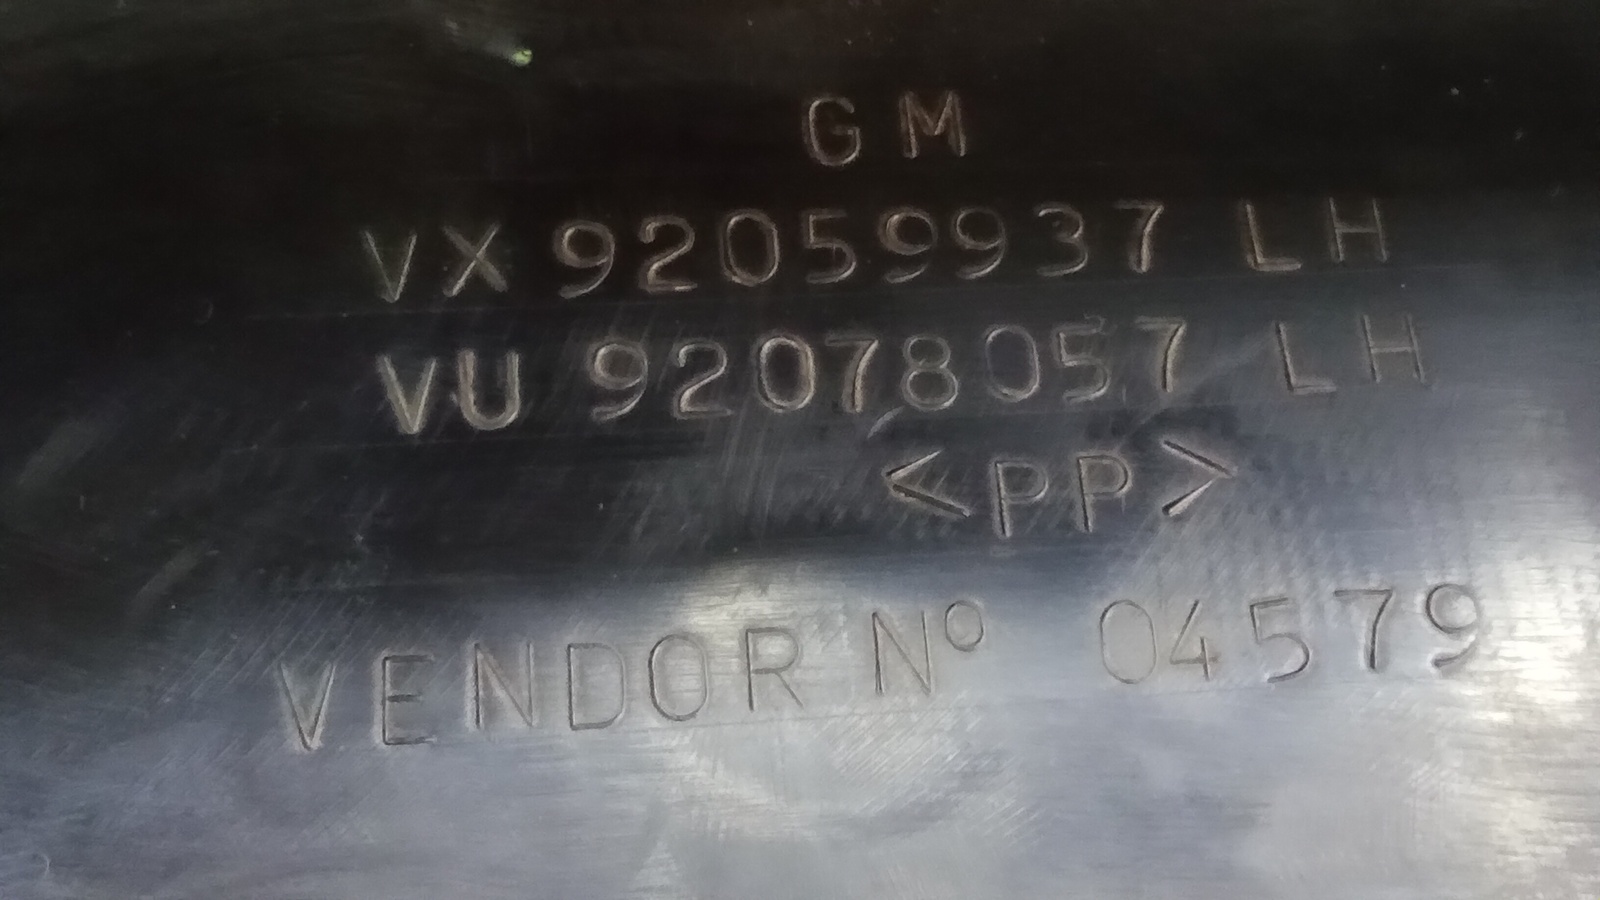 GM
VX 92059937 LH
VU 92078057 LH
<PP>
VENDOR Nº 04579